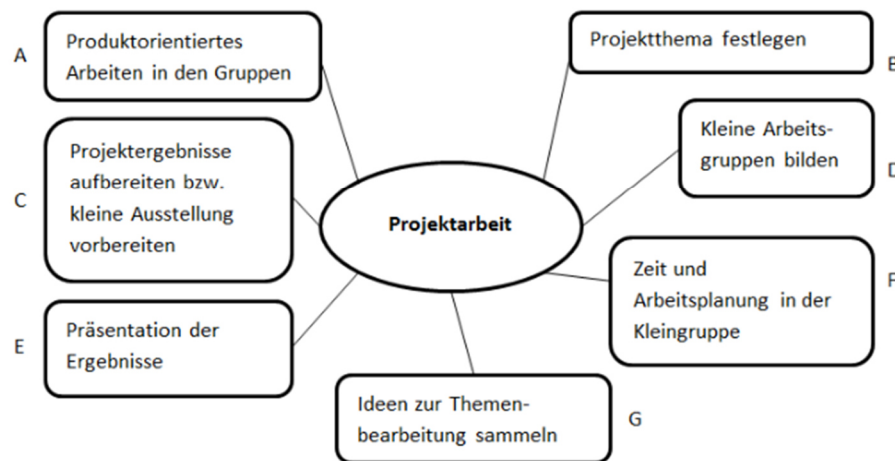 A
Produktorientiertes
Arbeiten in den Gruppen
Projektthema festlegen
B
Kleine Arbeits-
gruppen bilden
D
C
Projektergebnisse
aufbereiten bzw.
kleine Ausstellung
vorbereiten
Projektarbeit
Zeit und
Arbeitsplanung in der
Kleingruppe
F
E
Präsentation der
Ergebnisse
Ideen zur Themen-
bearbeitung sammeln
G